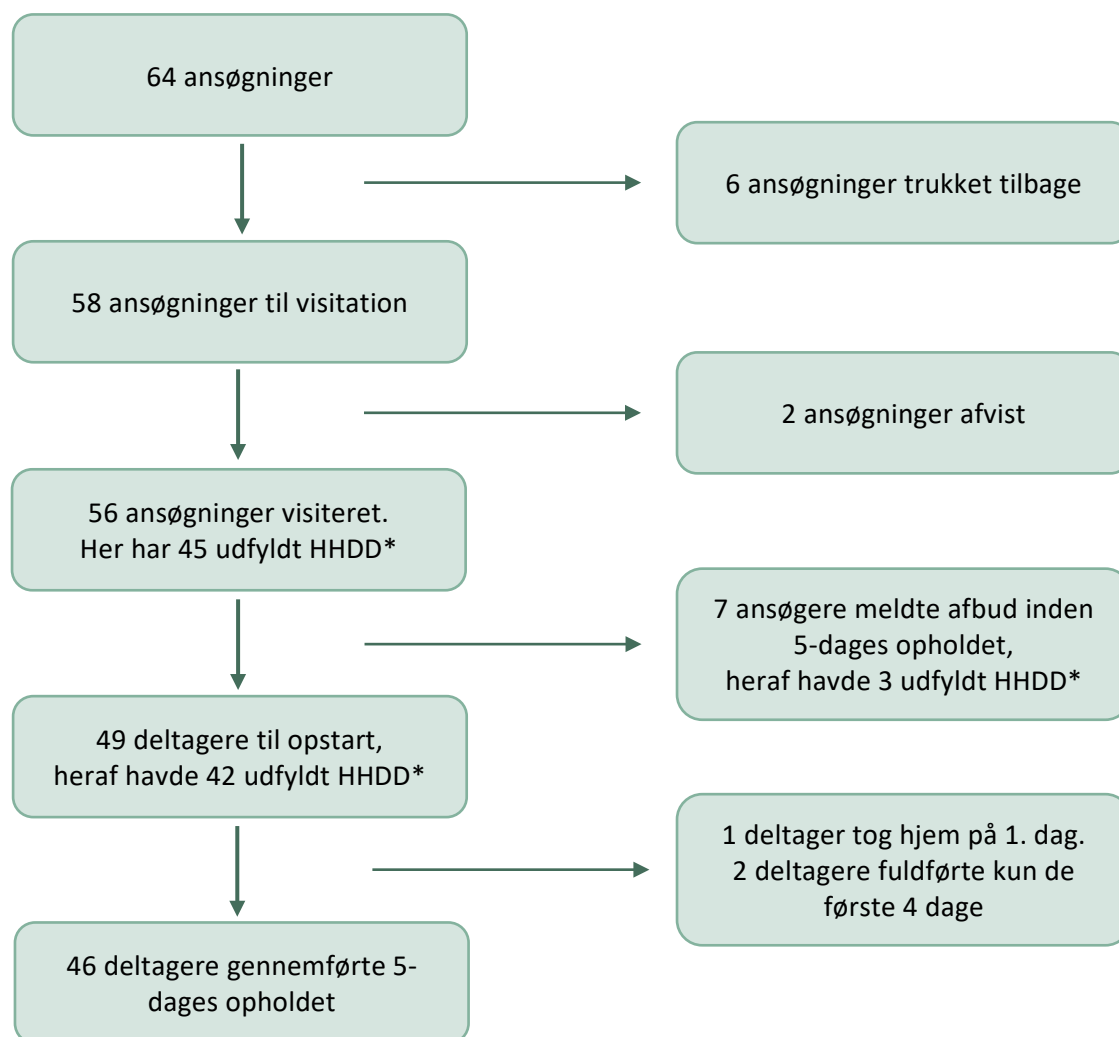 64 ansøgninger
6 ansøgninger trukket tilbage
58 ansøgninger til visitation
2 ansøgninger afvist
56 ansøgninger visiteret.
Her har 45 udfyldt HHDD*
7 ansøgere meldte afbud inden
5-dages opholdet,
heraf havde 3 udfyldt HHDD*
49 deltagere til opstart,
heraf havde 42 udfyldt HHDD*
1 deltager tog hjem på 1. dag.
2 deltagere fuldførte kun de
første 4 dage
46 deltagere gennemførte 5-
dages opholdet